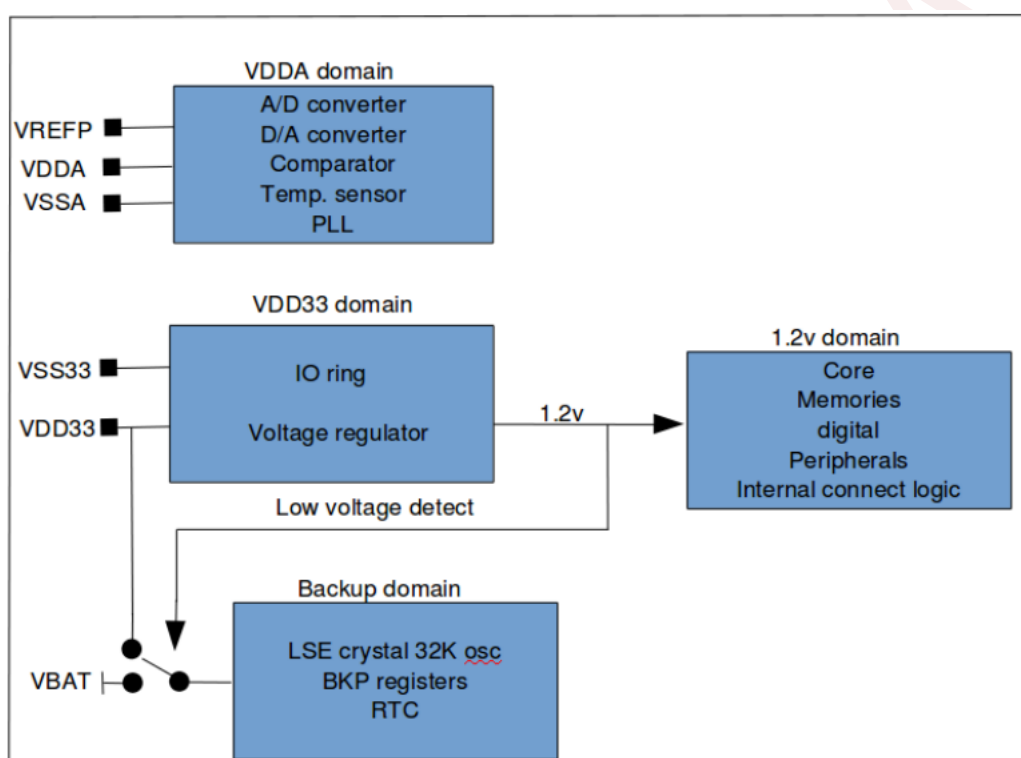 VDDA domain
VREFP
VDDA
VSSA
A/D converter
D/A converter
Comparator
Temp. sensor
PLL
VDD33 domain
VSS33
VDD33
IO ring
Voltage regulator
1.2v
1.2v domain
Core
Memories
digital
Peripherals
Internal connect logic
Low voltage detect
Backup domain
VBAT
LSE crystal 32K osc
BKP registers
RTC